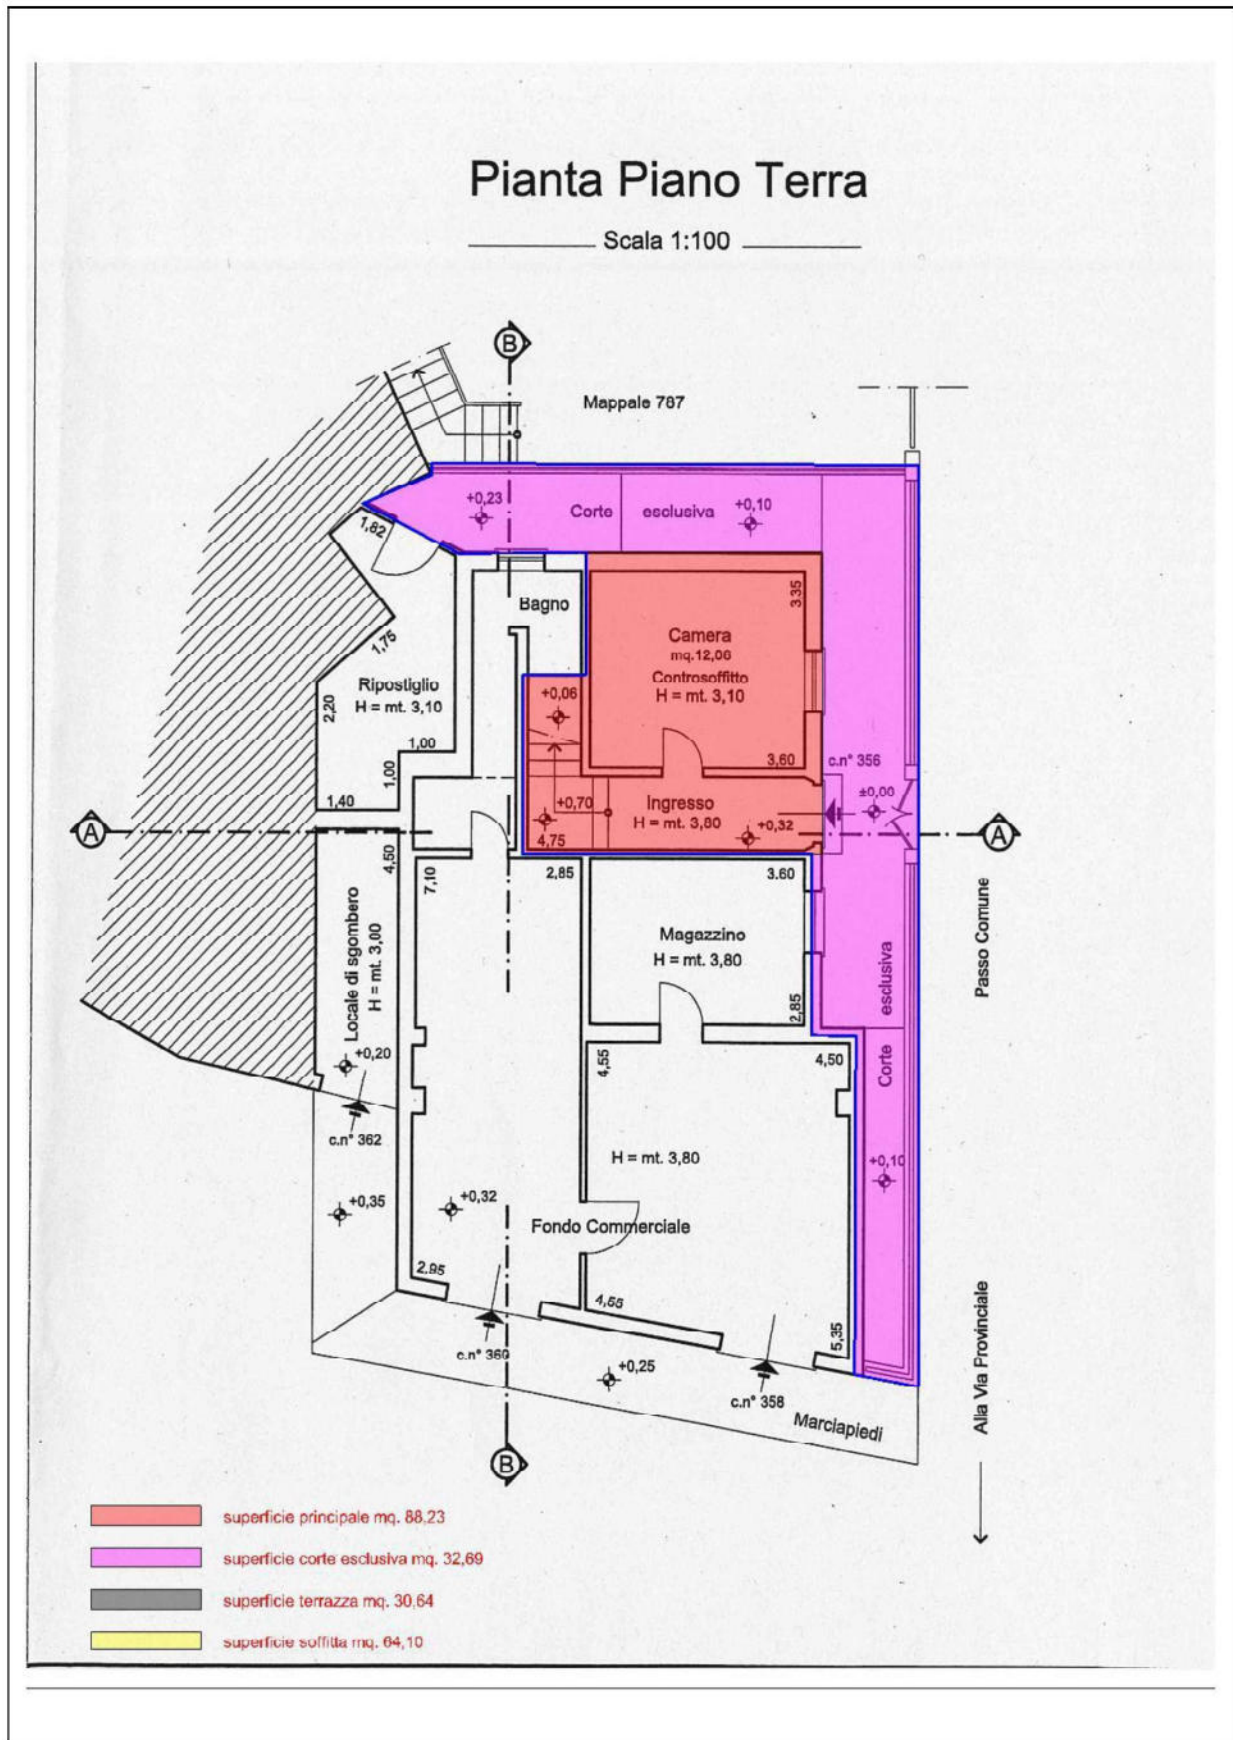 Pianta Piano Terra
Scala 1:100
B
Mappale 787
+0,23
Corte esclusiva
+0,10
1,82
Bagno
3.35
Camera
mq.12,06
Controsoffitto
H = mt. 3,10
1,75
Ripostiglio
H = mt. 3,10
+0,06
2,20
1,00
3,60
c.n° 356
1,00
1,40
+0,70
Ingresso
H = mt. 3,80
±0,00
+0,32
A
A
4,75
4,50
7,10
2,85
3.60
Locale di sgombero
H = mt. 3,00
Magazzino
H = mt. 3,80
2,85
Corte esclusiva
Passo Comune
+0,20
4,55
4,50
c.n° 362
H = mt. 3,80
+0,10
+0,35
+0,32
Fondo Commerciale
2,95
4,55
5,35
c.n° 360
+0,25
c.n° 358
Marciapiedi
Alla Via Provinciale
B
superficie principale mq. 88,23
superficie corte esclusiva mq. 32,69
superficie terrazza mq. 30,64
superficie soffitta mq. 64,10